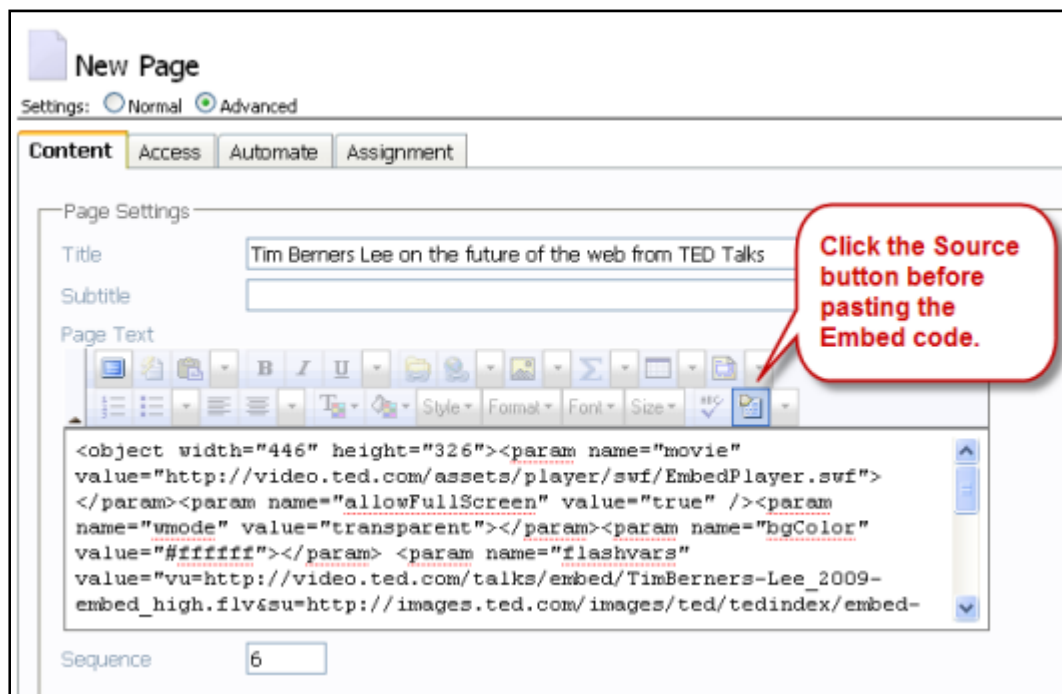 New Page
Settings: Normal Advanced
Content Access Automate Assignment
Page Settings
Title Tim Berners Lee on the future of the web from TED Talks
Subtitle
Click the Source
button before
pasting the
Embed code.
Page Text
B I U Σ
Style Format Font Size ABC
<object width="446" height="326"><param name="movie"
value="http://video.ted.com/assets/player/swf/EmbedPlayer.swf">
</param><param name="allowFullScreen" value="true" /><param
name="wmode" value="transparent"></param><param name="bgColor"
value="#ffffff"></param> <param name="flashvars"
value="vu=http://video.ted.com/talks/embed/TimBerners-Lee_2009-
embed_high.flv&su=http://images.ted.com/images/ted/tedindex/embed-
Sequence 6